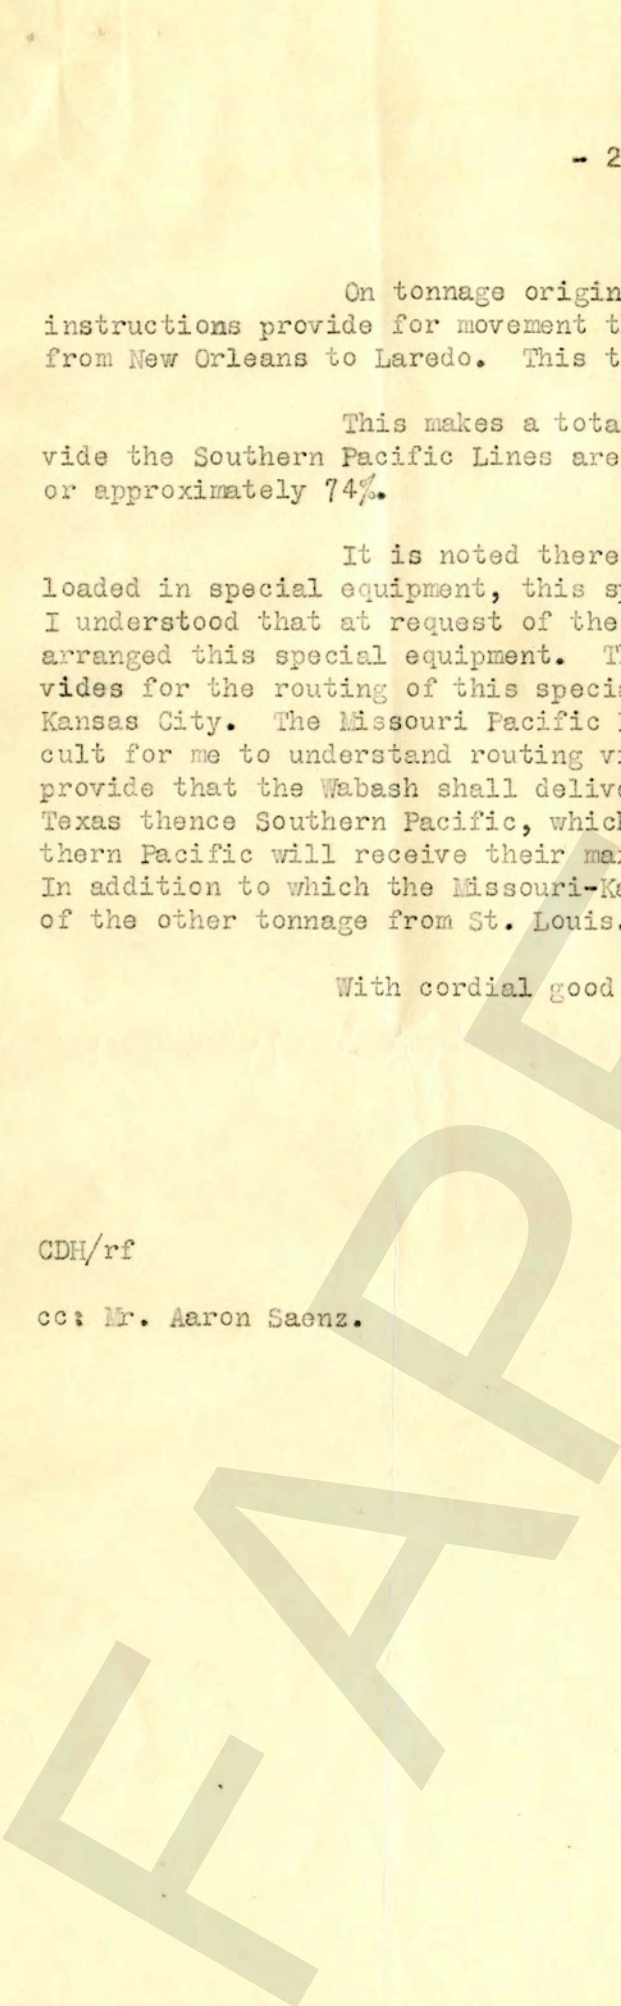 - 2
On tonnage origin
instructions provide for movement t
from New Orleans to Laredo. This t
This makes a tota
vide the Southern Pacific Lines are
or approximately 74%.
It is noted there
loaded in special equipment, this s
I understood that at request of the
arranged this special equipment. T
vides for the routing of this speci
Kansas City. The Missouri Pacific
cult for me to understand routing v
provide that the Wabash shall delive
Texas thence Southern Pacific, which
thern Pacific will receive their ma
In addition to which the Missouri-Ka
of the other tonnage from St. Louis.
With cordial good
CDH/rf
cc: Mr. Aaron Saenz.
FAPE